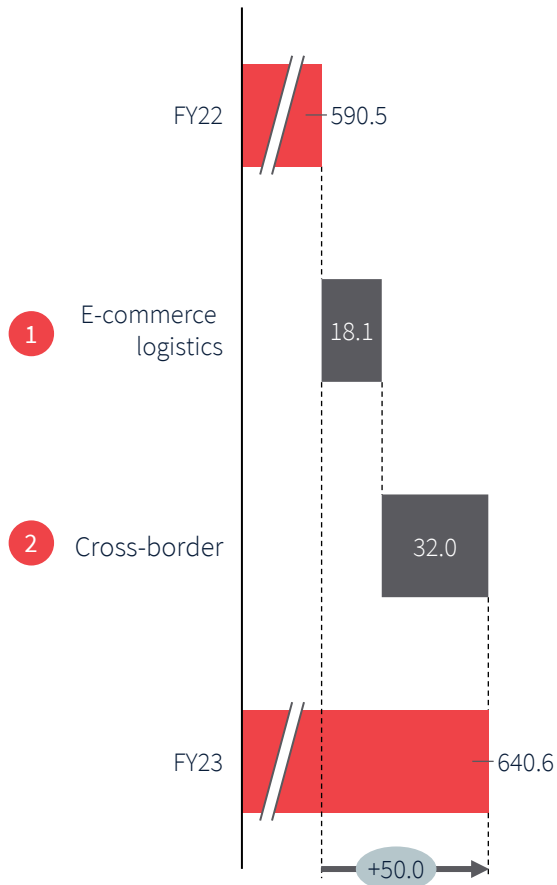 FY22
590.5
1
E-commerce
logistics
18.1
2
Cross-border
32.0
FY23
640.6
+50.0